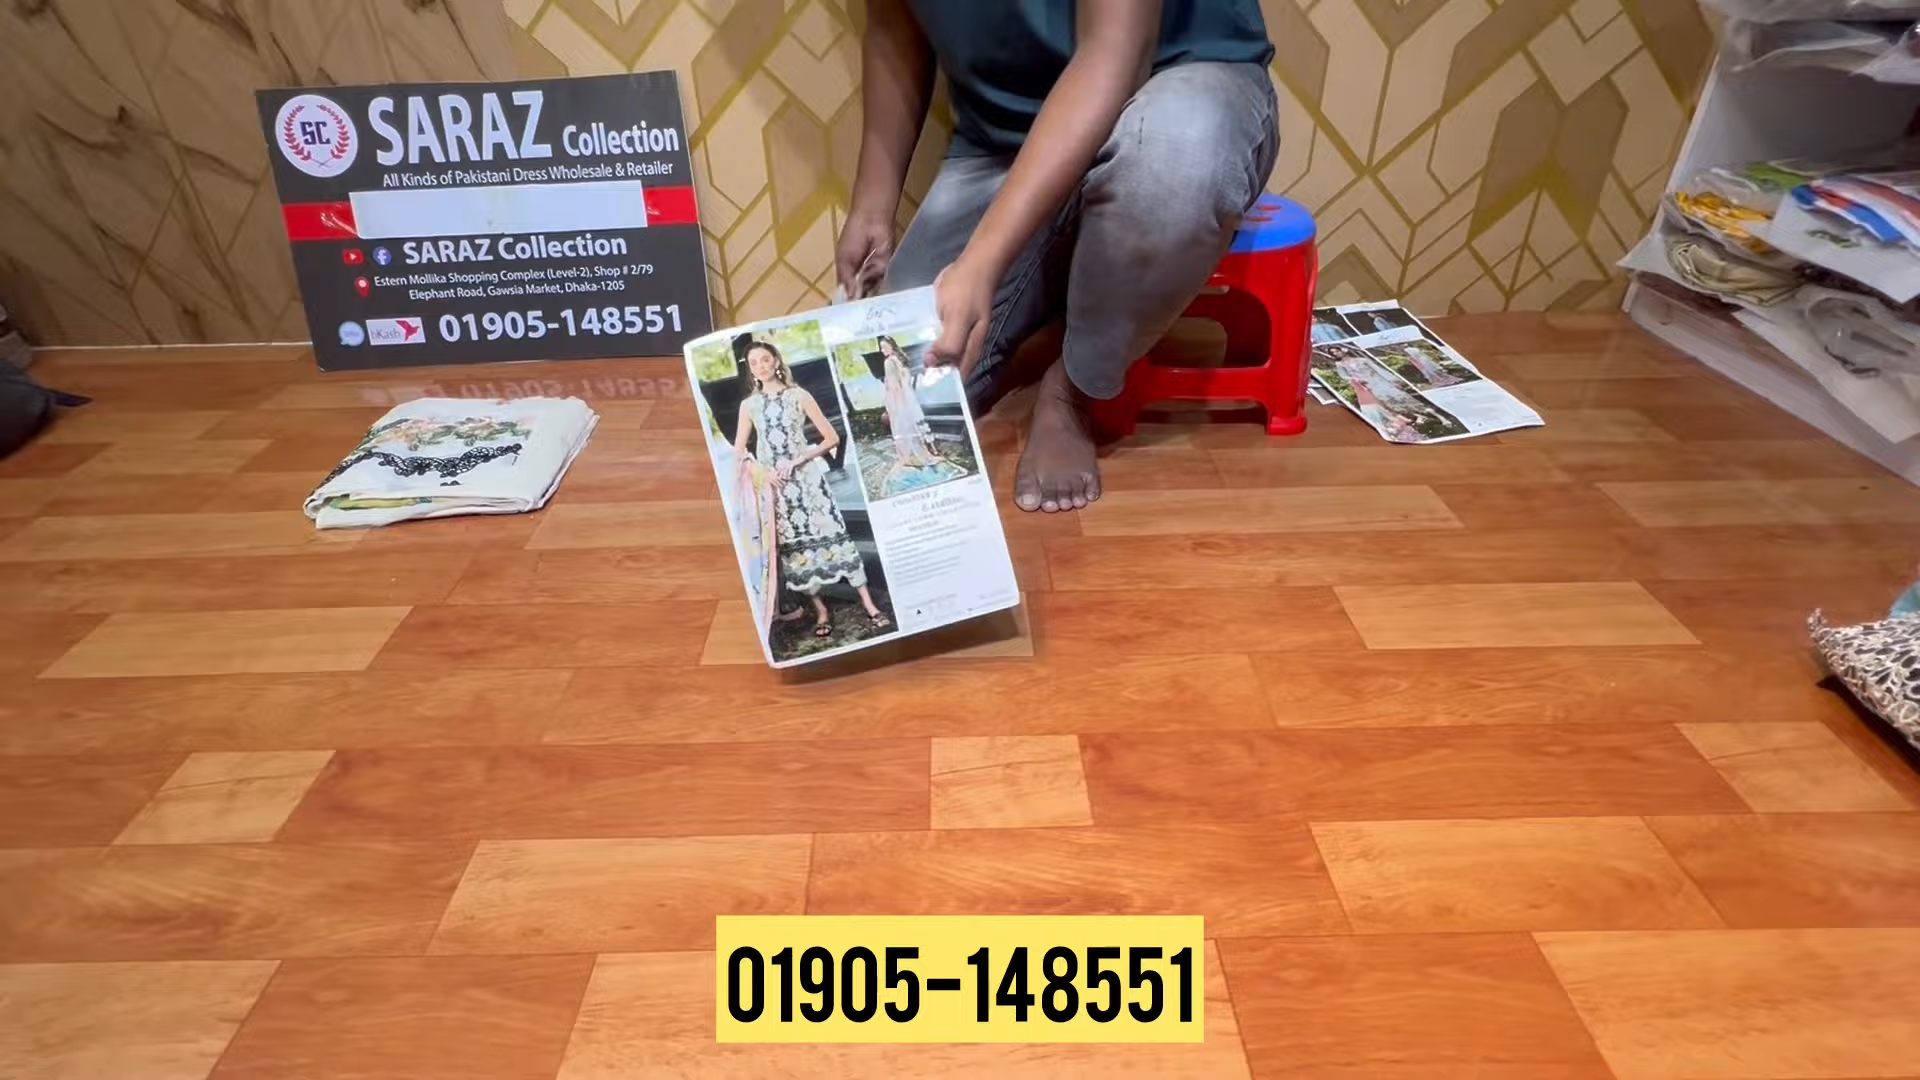 SC
SARAZ Collection
All Kinds of Pakistani Dress Wholesale & Retailer
SARAZ Collection
Estern Mollika Shopping Complex (Level-2), Shop # 2/79
Elephant Road, Gawsia Market, Dhaka-1205
bKash
01905-148551
01905-148551